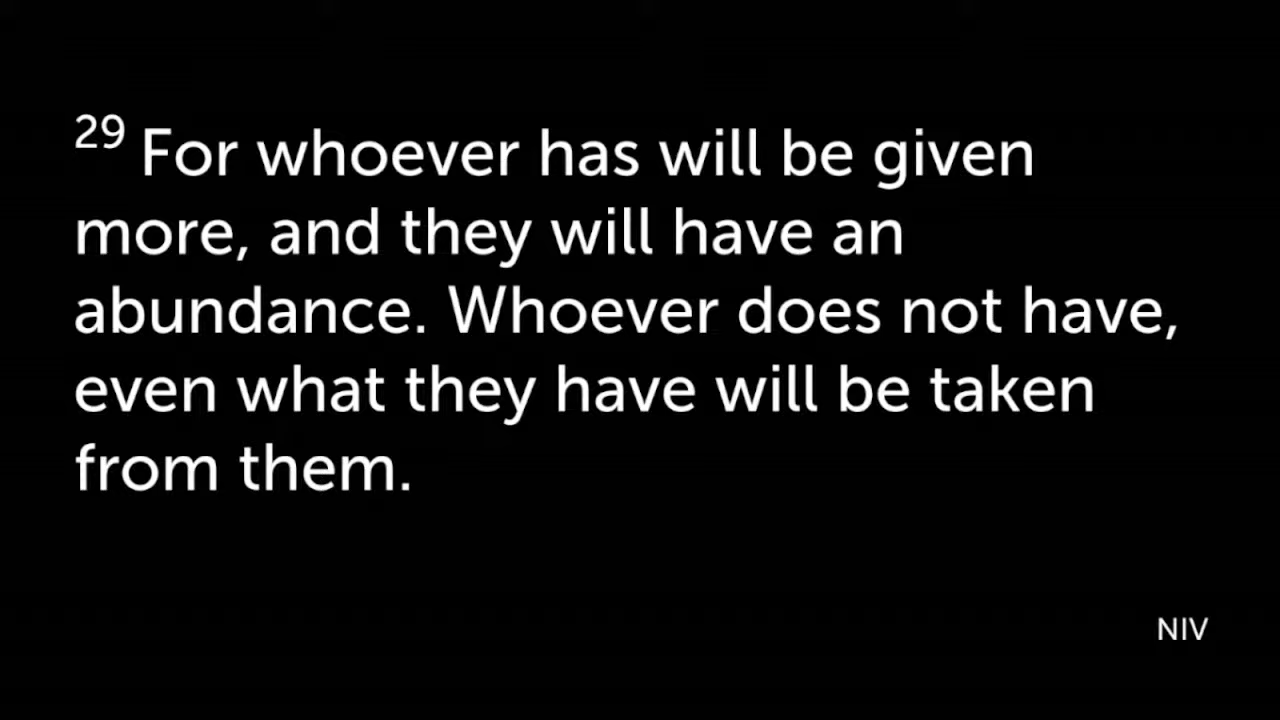 29 For whoever has will be given
more, and they will have an
abundance. Whoever does not have,
even what they have will be taken
from them.
NIV